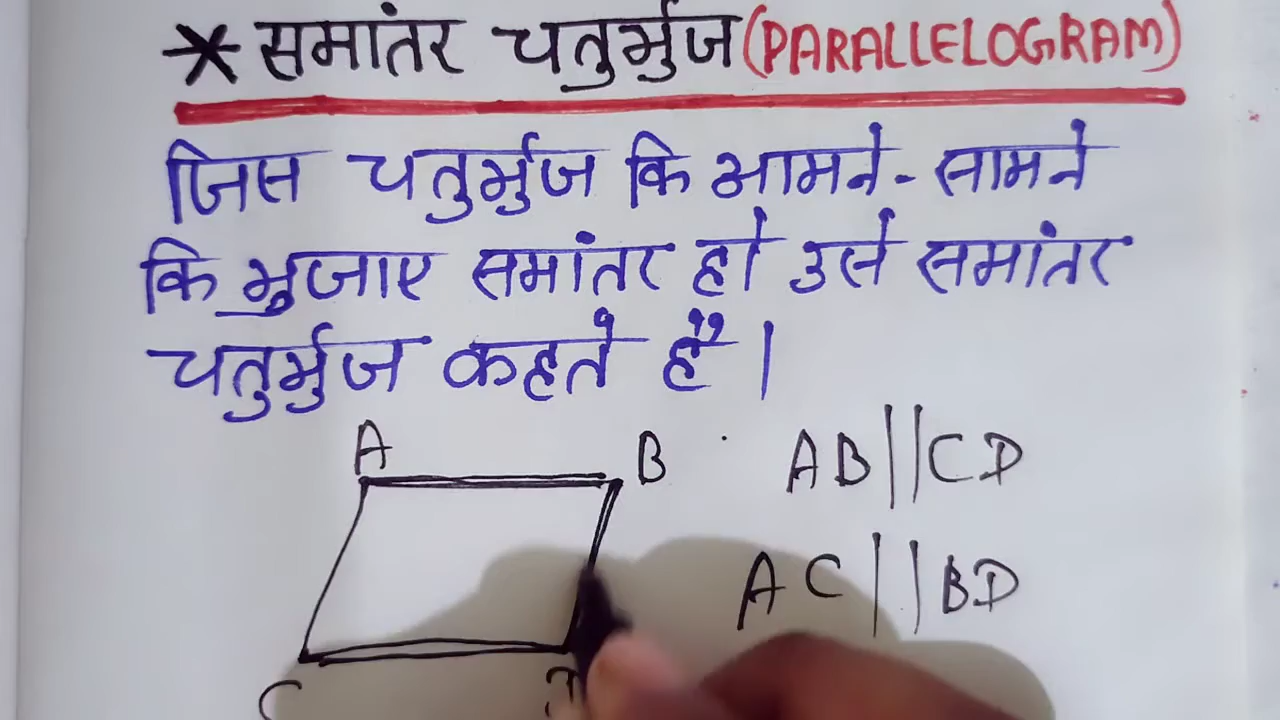 * समांतर चतुर्भुज (PARALLELOGRAM)
जिस चतुर्भुज कि आमने - सामने
कि भुजाए समांतर हो उसे समांतर
चतुर्भुज कहते हैं।
A B AB||CD
AC||BD
C